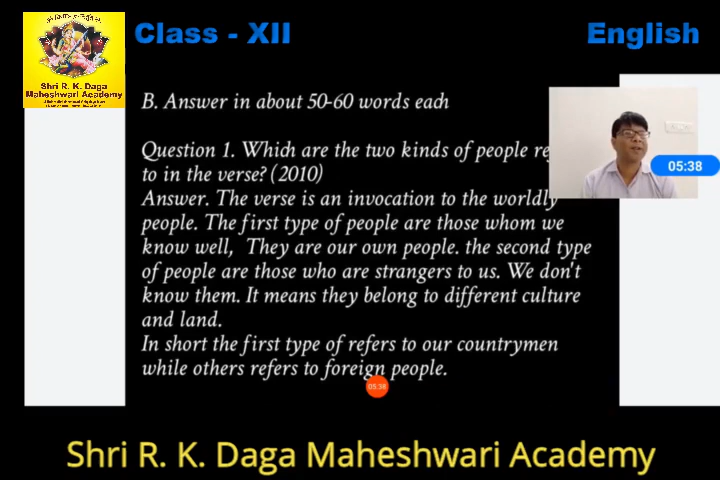 Class - XII
English
Shri R. K. Daga
Maheshwari Academy
B. Answer in about 50-60 words each
Question 1. Which are the two kinds of people
to in the verse? (2010)
Answer. The verse is an invocation to the worldly
people. The first type of people are those whom we
know well, They are our own people. the second type
of people are those who are strangers to us. We don't
know them. It means they belong to different culture
and land.
In short the first type of refers to our countrymen
while others refers to foreign people.
05:38
05:38
Shri R. K. Daga Maheshwari Academy